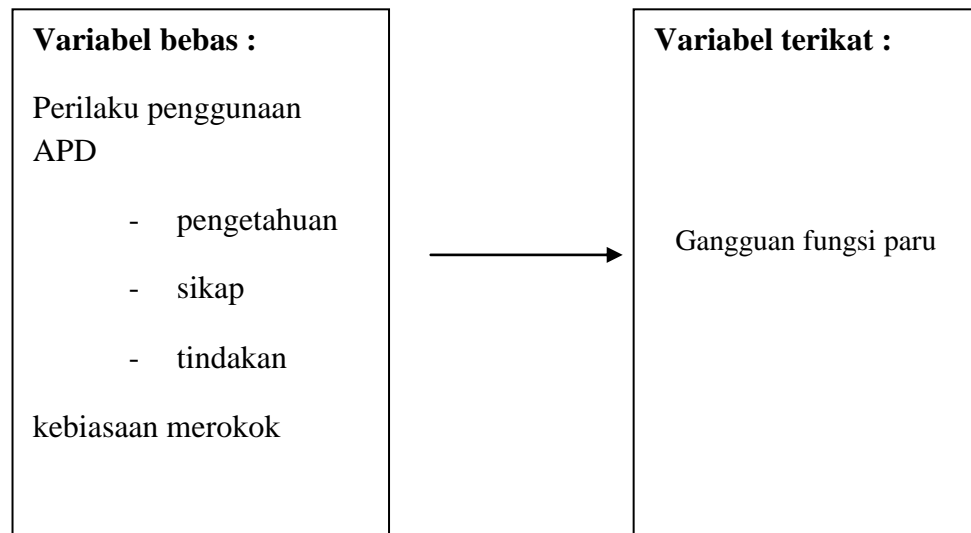 Variabel bebas :
Perilaku penggunaan
APD
- pengetahuan
- sikap
- tindakan
kebiasaan merokok
Variabel terikat :
Gangguan fungsi paru